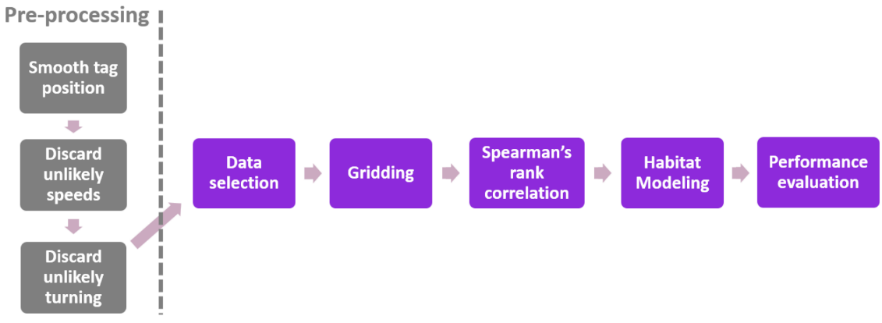 Pre-processing
Smooth tag
position
Discard
unlikely
speeds
Discard
unlikely
turning
Data
selection
Gridding
Spearman's
rank
correlation
Habitat
Modeling
Performance
evaluation